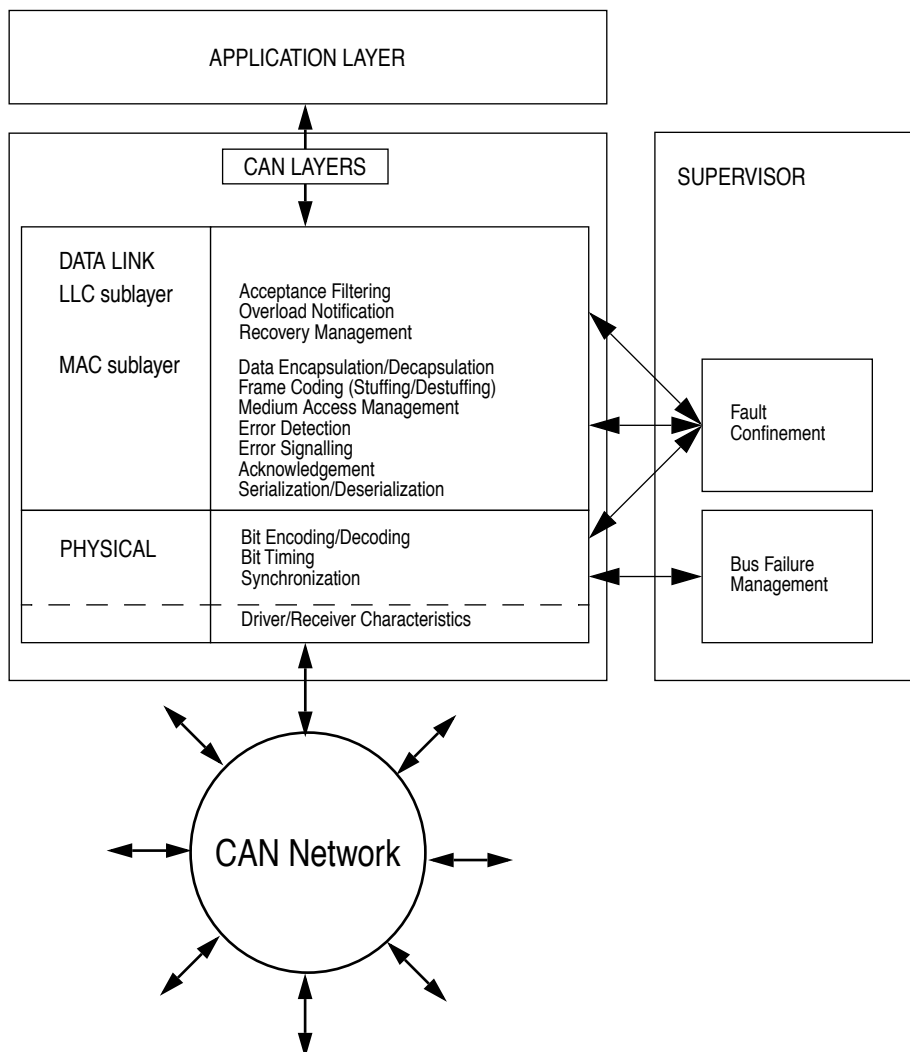 APPLICATION LAYER
CAN LAYERS
SUPERVISOR
DATA LINK
LLC sublayer
Acceptance Filtering
Overload Notification
Recovery Management
MAC sublayer
Data Encapsulation/Decapsulation
Frame Coding (Stuffing/Destuffing)
Medium Access Management
Error Detection
Error Signalling
Acknowledgement
Serialization/Deserialization
Fault
Confinement
PHYSICAL
Bit Encoding/Decoding
Bit Timing
Synchronization
Driver/Receiver Characteristics
Bus Failure
Management
CAN Network